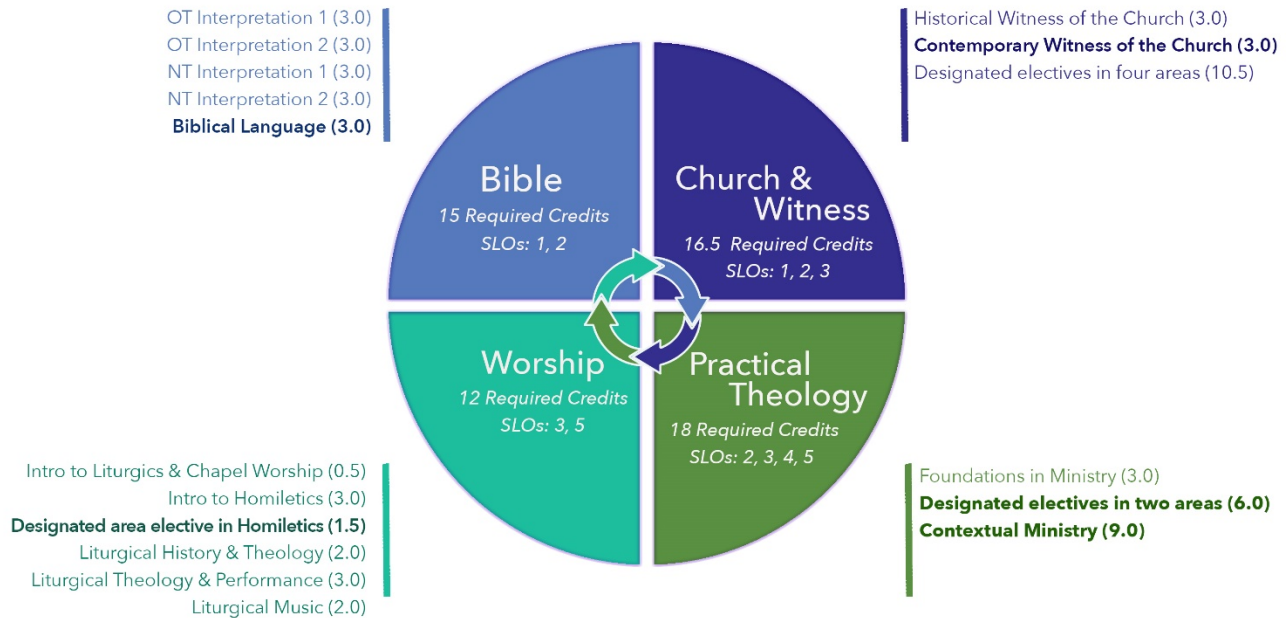 OT Interpretation 1 (3.0)
OT Interpretation 2 (3.0)
NT Interpretation 1 (3.0)
NT Interpretation 2 (3.0)
Biblical Language (3.0)
Historical Witness of the Church (3.0)
Contemporary Witness of the Church (3.0)
Designated electives in four areas (10.5)
Bible
15 Required Credits
SLOs: 1, 2
Church &
Witness
16.5 Required Credits
SLOs: 1, 2, 3
Worship
12 Required Credits
SLOs: 3, 5
Practical
Theology
18 Required Credits
SLOs: 2, 3, 4, 5
Intro to Liturgics & Chapel Worship (0.5)
Intro to Homiletics (3.0)
Designated area elective in Homiletics (1.5)
Liturgical History & Theology (2.0)
Liturgical Theology & Performance (3.0)
Liturgical Music (2.0)
Foundations in Ministry (3.0)
Designated electives in two areas (6.0)
Contextual Ministry (9.0)